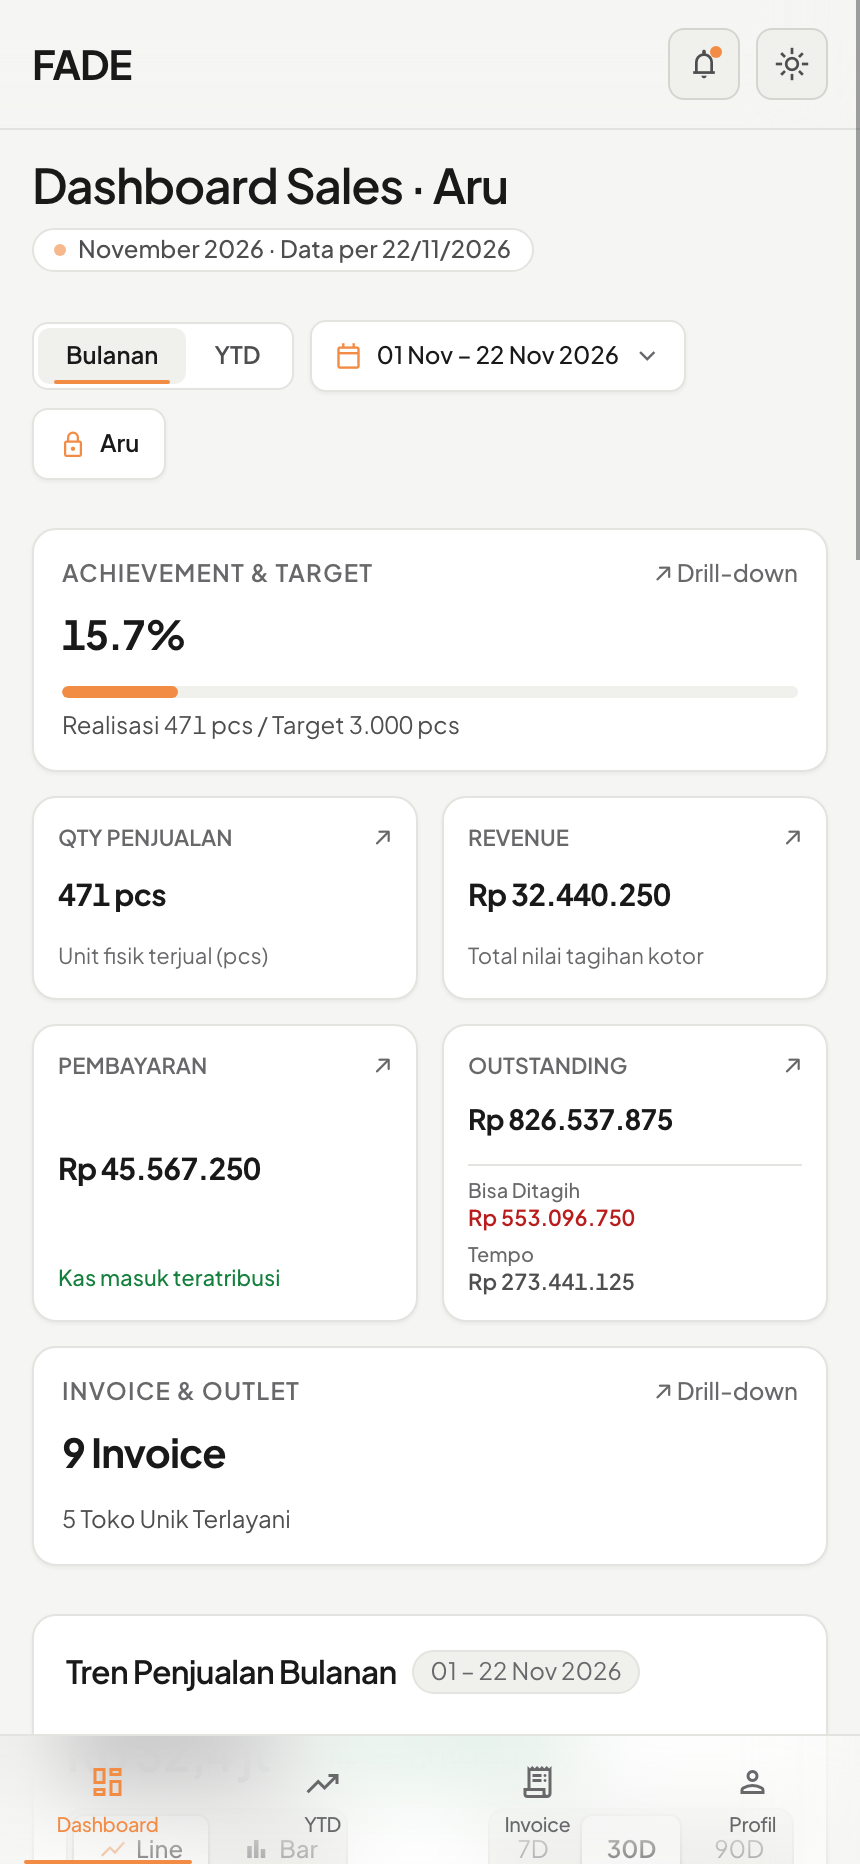 FADE
Dashboard Sales · Aru
November 2026 · Data per 22/11/2026
Bulanan YTD 01 Nov – 22 Nov 2026
Aru
ACHIEVEMENT & TARGET Drill-down
15.7%
Realisasi 471 pcs / Target 3.000 pcs
QTY PENJUALAN REVENUE
471 pcs Rp 32.440.250
Unit fisik terjual (pcs) Total nilai tagihan kotor
PEMBAYARAN OUTSTANDING
Rp 826.537.875
Rp 45.567.250
Bisa Ditagih
Rp 553.096.750
Tempo
Kas masuk teratribusi Rp 273.441.125
INVOICE & OUTLET Drill-down
9 Invoice
5 Toko Unik Terlayani
Tren Penjualan Bulanan 01 – 22 Nov 2026
Dashboard YTD Invoice Profil
Line Bar 7D 30D 90D